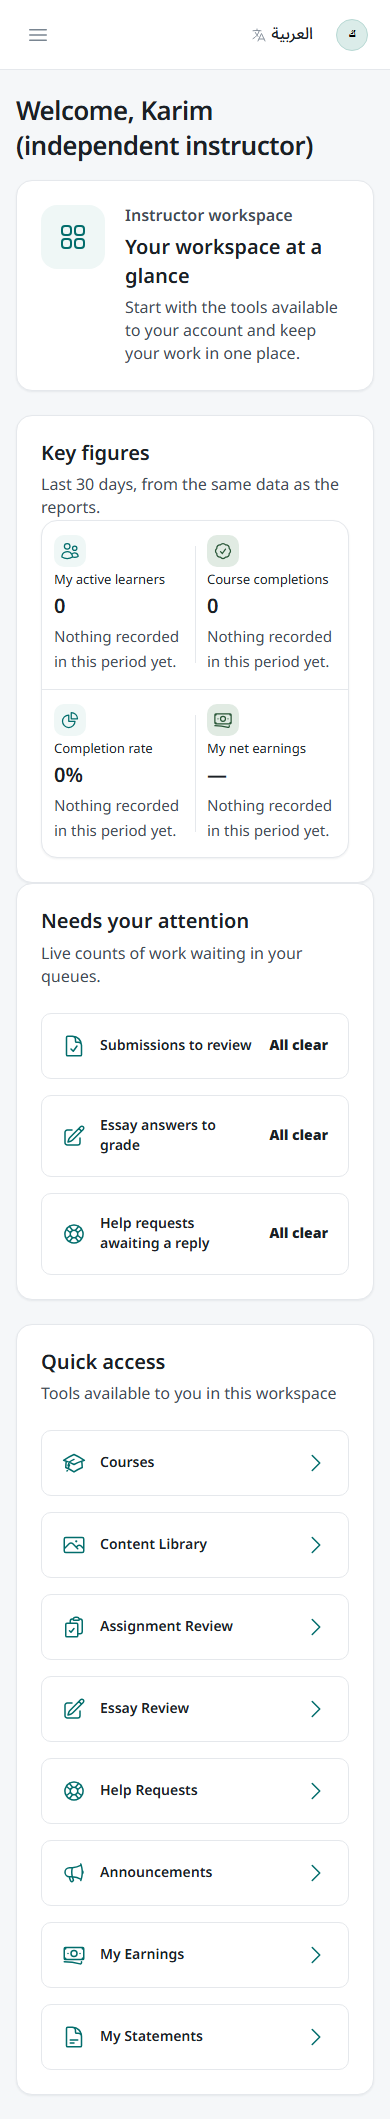 العربية
ك
Welcome, Karim
(independent instructor)
Instructor workspace
Your workspace at a
glance
Start with the tools available
to your account and keep
your work in one place.
Key figures
Last 30 days, from the same data as the
reports.
My active learners
0
Nothing recorded
in this period yet.
Course completions
0
Nothing recorded
in this period yet.
Completion rate
0%
Nothing recorded
in this period yet.
My net earnings
—
Nothing recorded
in this period yet.
Needs your attention
Live counts of work waiting in your
queues.
Submissions to review
All clear
Essay answers to
grade
All clear
Help requests
awaiting a reply
All clear
Quick access
Tools available to you in this workspace
Courses
Content Library
Assignment Review
Essay Review
Help Requests
Announcements
My Earnings
My Statements